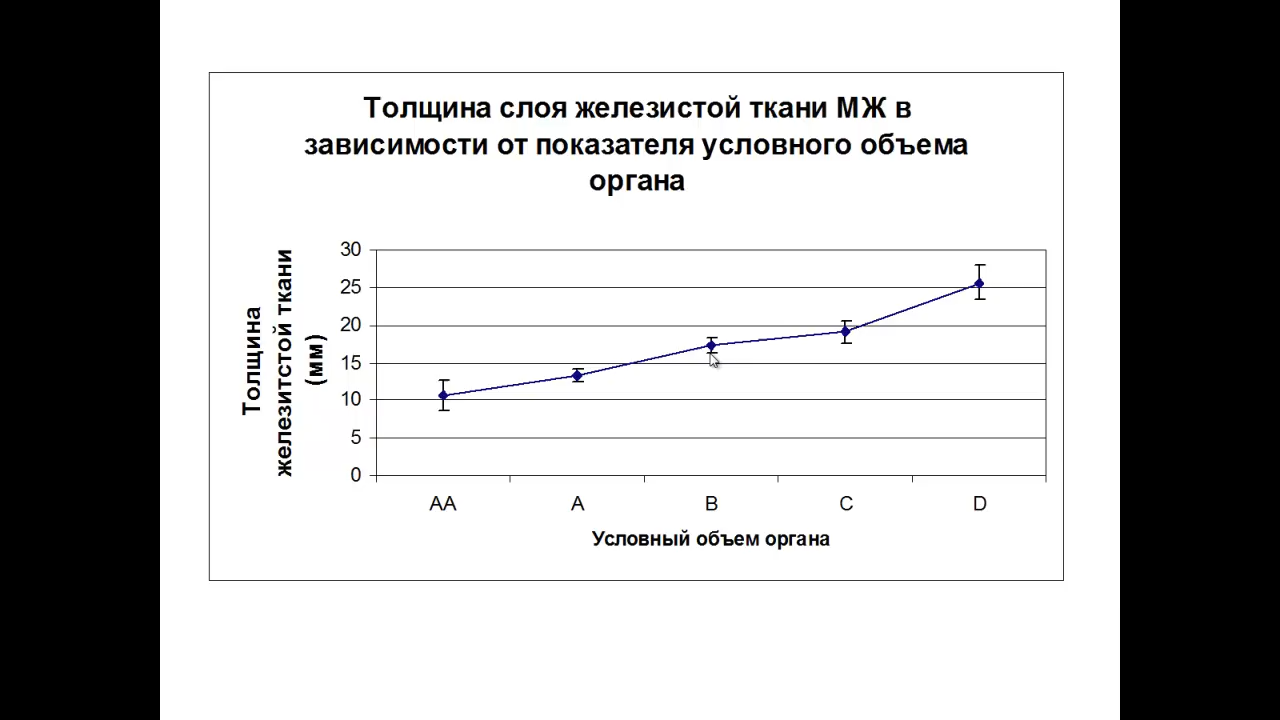 Толщина слоя железистой ткани МЖ в
зависимости от показателя условного объема
органа
Толщина
железитстой ткани
(мм)
30
25
20
15
10
5
0
AA
A
B
C
D
Условный объем органа